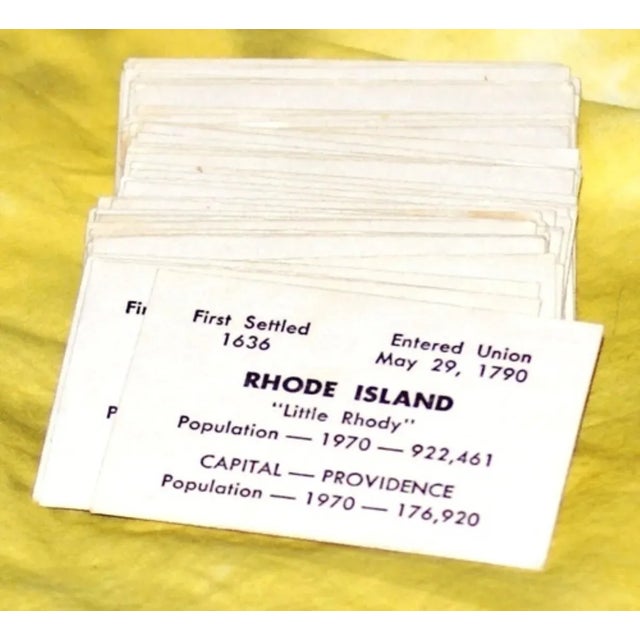 First Settled
1636
Entered Union
May 29, 1790
RHODE ISLAND
"Little Rhody"
Population — 1970 — 922,461
CAPITAL — PROVIDENCE
Population — 1970 — 176,920